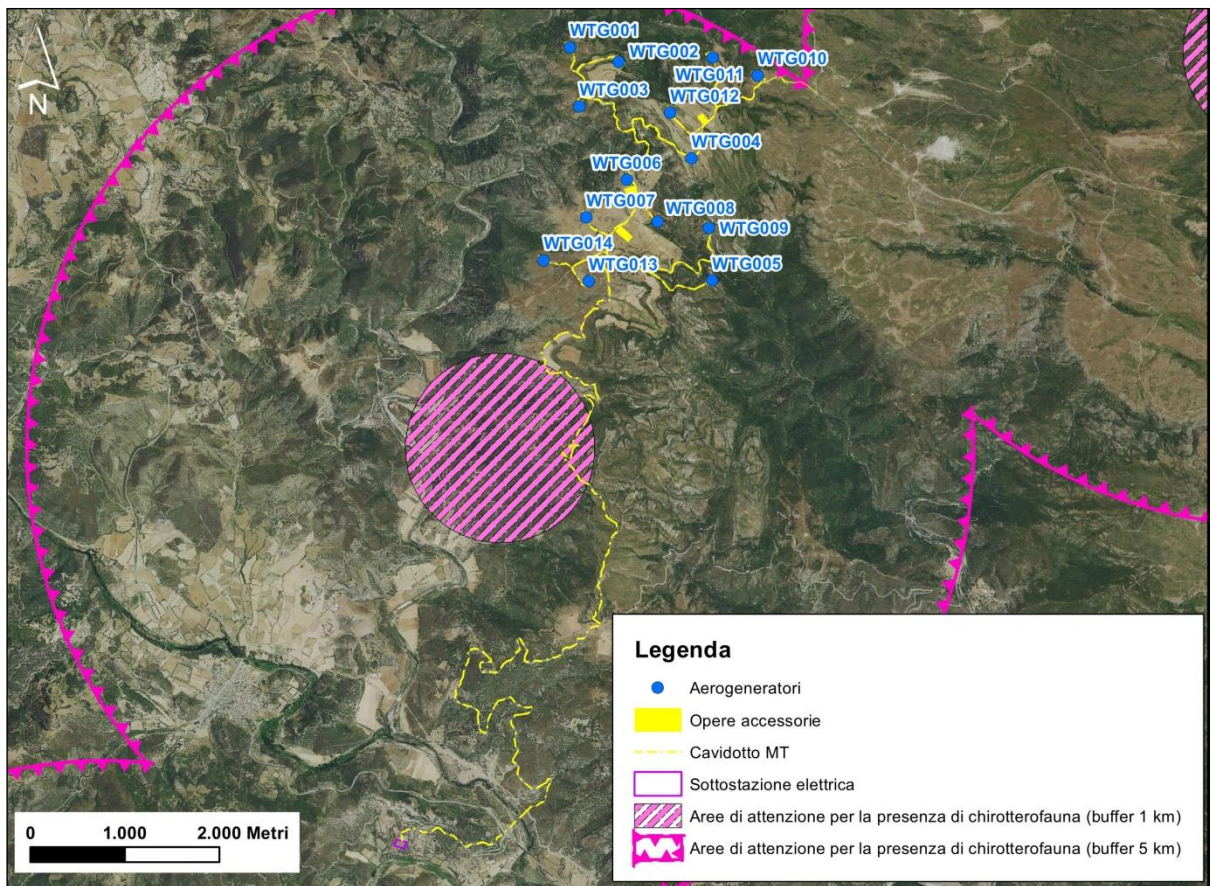 N
WTG001
WTG002
WTG010
WTG011
WTG003
WTG012
WTG004
WTG006
WTG007
WTG008
WTG009
WTG014
WTG013
WTG005
Legenda
Aerogeneratori
Opere accessorie
Cavidotto MT
Sottostazione elettrica
Aree di attenzione per la presenza di chirotterofauna (buffer 1 km)
Aree di attenzione per la presenza di chirotterofauna (buffer 5 km)
0 1.000 2.000 Metri